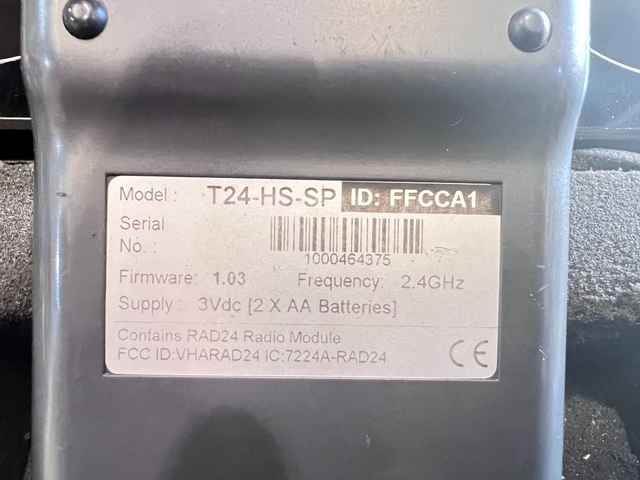 Model : T24-HS-SP ID: FFCCA1
Serial
No. :
1000464375
Firmware: 1.03 Frequency: 2.4GHz
Supply : 3Vdc [2 X AA Batteries]
Contains RAD24 Radio Module
FCC ID:VHARAD24 IC:7224A-RAD24
CE